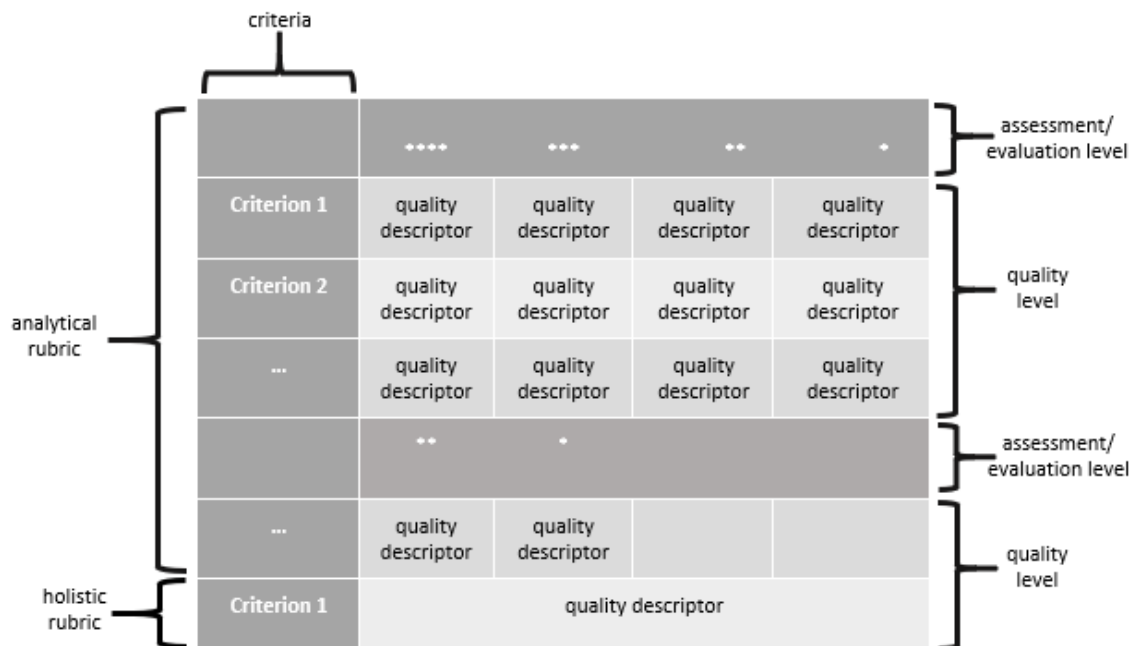 criteria
****
***
**
*
assessment/
evaluation level
Criterion 1
quality
descriptor
quality
descriptor
quality
descriptor
quality
descriptor
Criterion 2
quality
descriptor
quality
descriptor
quality
descriptor
quality
descriptor
quality
level
analytical
rubric
...
quality
descriptor
quality
descriptor
quality
descriptor
quality
descriptor
**
*
assessment/
evaluation level
...
quality
descriptor
quality
descriptor
quality
level
holistic
rubric
Criterion 1
quality descriptor